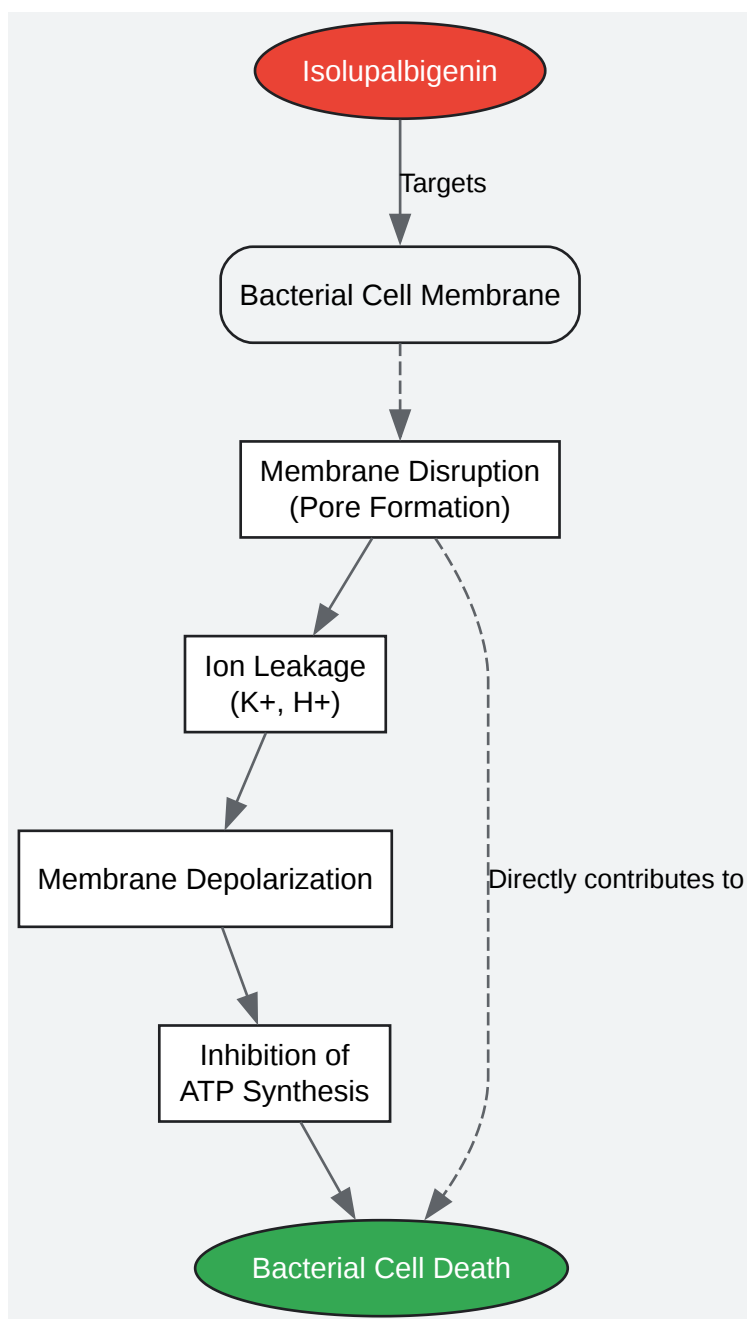 Isolupalbigenin
Targets
Bacterial Cell Membrane
Membrane Disruption
(Pore Formation)
Ion Leakage
(K+, H+)
Membrane Depolarization
Directly contributes to
Inhibition of
ATP Synthesis
Bacterial Cell Death